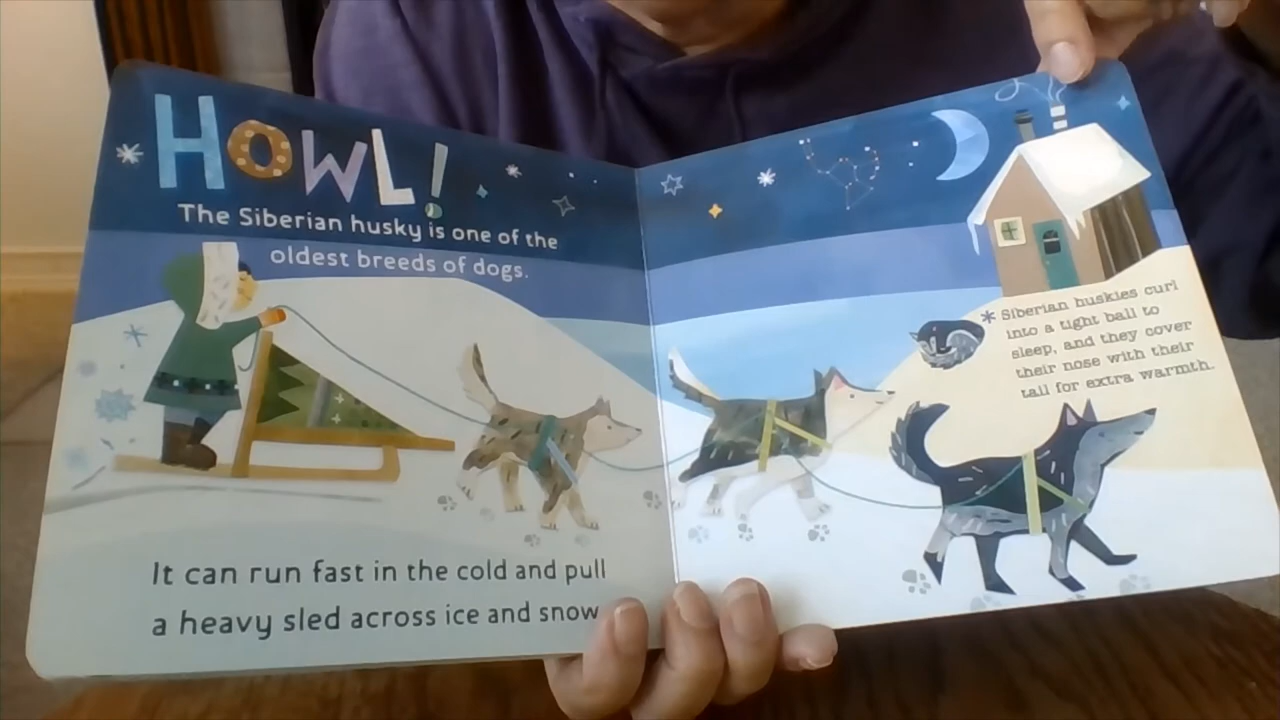 HOWL!
The Siberian husky is one of the
oldest breeds of dogs.
It can run fast in the cold and pull
a heavy sled across ice and snow
* Siberian huskies curl
into a tight ball to
sleep, and they cover
their nose with their
tail for extra warmth.